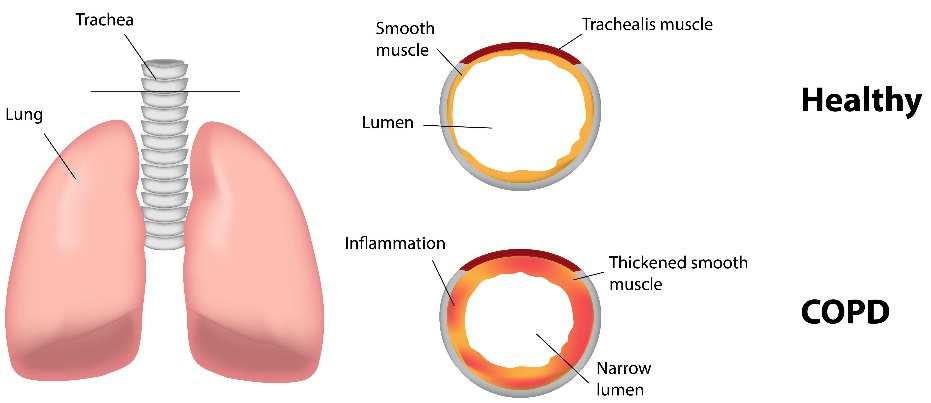 Trachea
Lung
Smooth
muscle
Trachealis muscle
Lumen
Healthy
Inflammation
Thickened smooth
muscle
Narrow
lumen
COPD